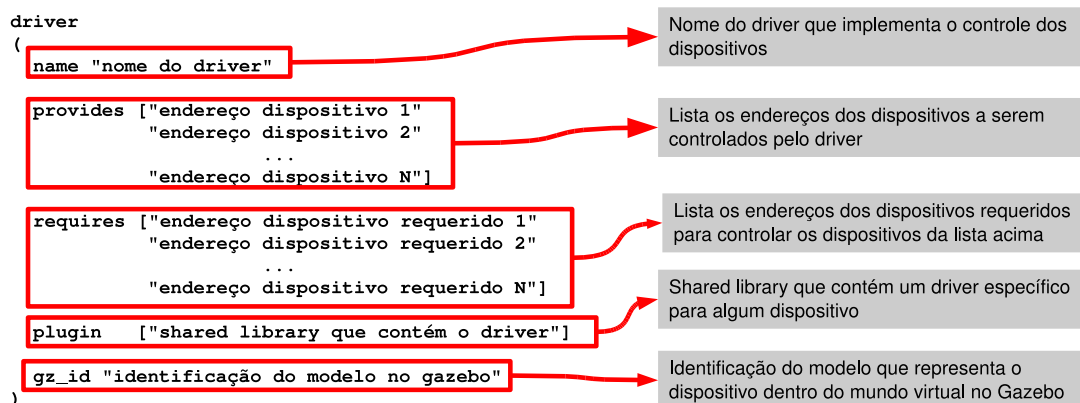 driver
(
name "nome do driver"
Nome do driver que implementa o controle dos
dispositivos
provides ["endereço dispositivo 1"
"endereço dispositivo 2"
...
"endereço dispositivo N"]
Lista os endereços dos dispositivos a serem
controlados pelo driver
requires ["endereço dispositivo requerido 1"
"endereço dispositivo requerido 2"
...
"endereço dispositivo requerido N"]
Lista os endereços dos dispositivos requeridos
para controlar os dispositivos da lista acima
plugin ["shared library que contém o driver"]
Shared library que contém um driver específico
para algum dispositivo
gz_id "identificação do modelo no gazebo"
Identificação do modelo que representa o
dispositivo dentro do mundo virtual no Gazebo
)